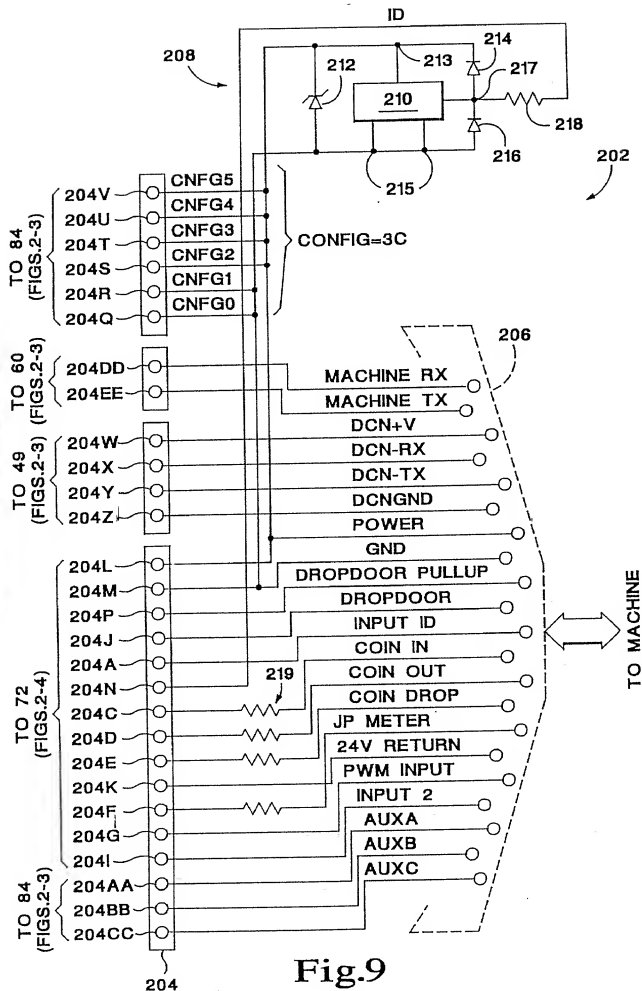 ID
208
212
213
214
217
210
218
216
215
202
TO 84
(FIGS.2-3)
204V CNFG5
204U CNFG4
204T CNFG3
204S CNFG2
204R CNFG1
204Q CNFG0
CONFIG=3C
206
TO 60
(FIGS.2-3)
204DD MACHINE RX
204EE MACHINE TX
TO 49
(FIGS.2-3)
204W DCN+V
204X DCN-RX
204Y DCN-TX
204Z DCNGND
POWER
GND
DROPDOOR PULLUP
DROPDOOR
INPUT ID
COIN IN
COIN OUT
COIN DROP
JP METER
24V RETURN
PWM INPUT
INPUT 2
AUXA
AUXB
AUXC
TO 72
(FIGS.2-4)
204L
204M
204P
204J
204A
204N
204C
219
204D
204E
204K
204F
204G
204I
TO 84
(FIGS.2-3)
204AA
204BB
204CC
204
TO MACHINE
Fig.9